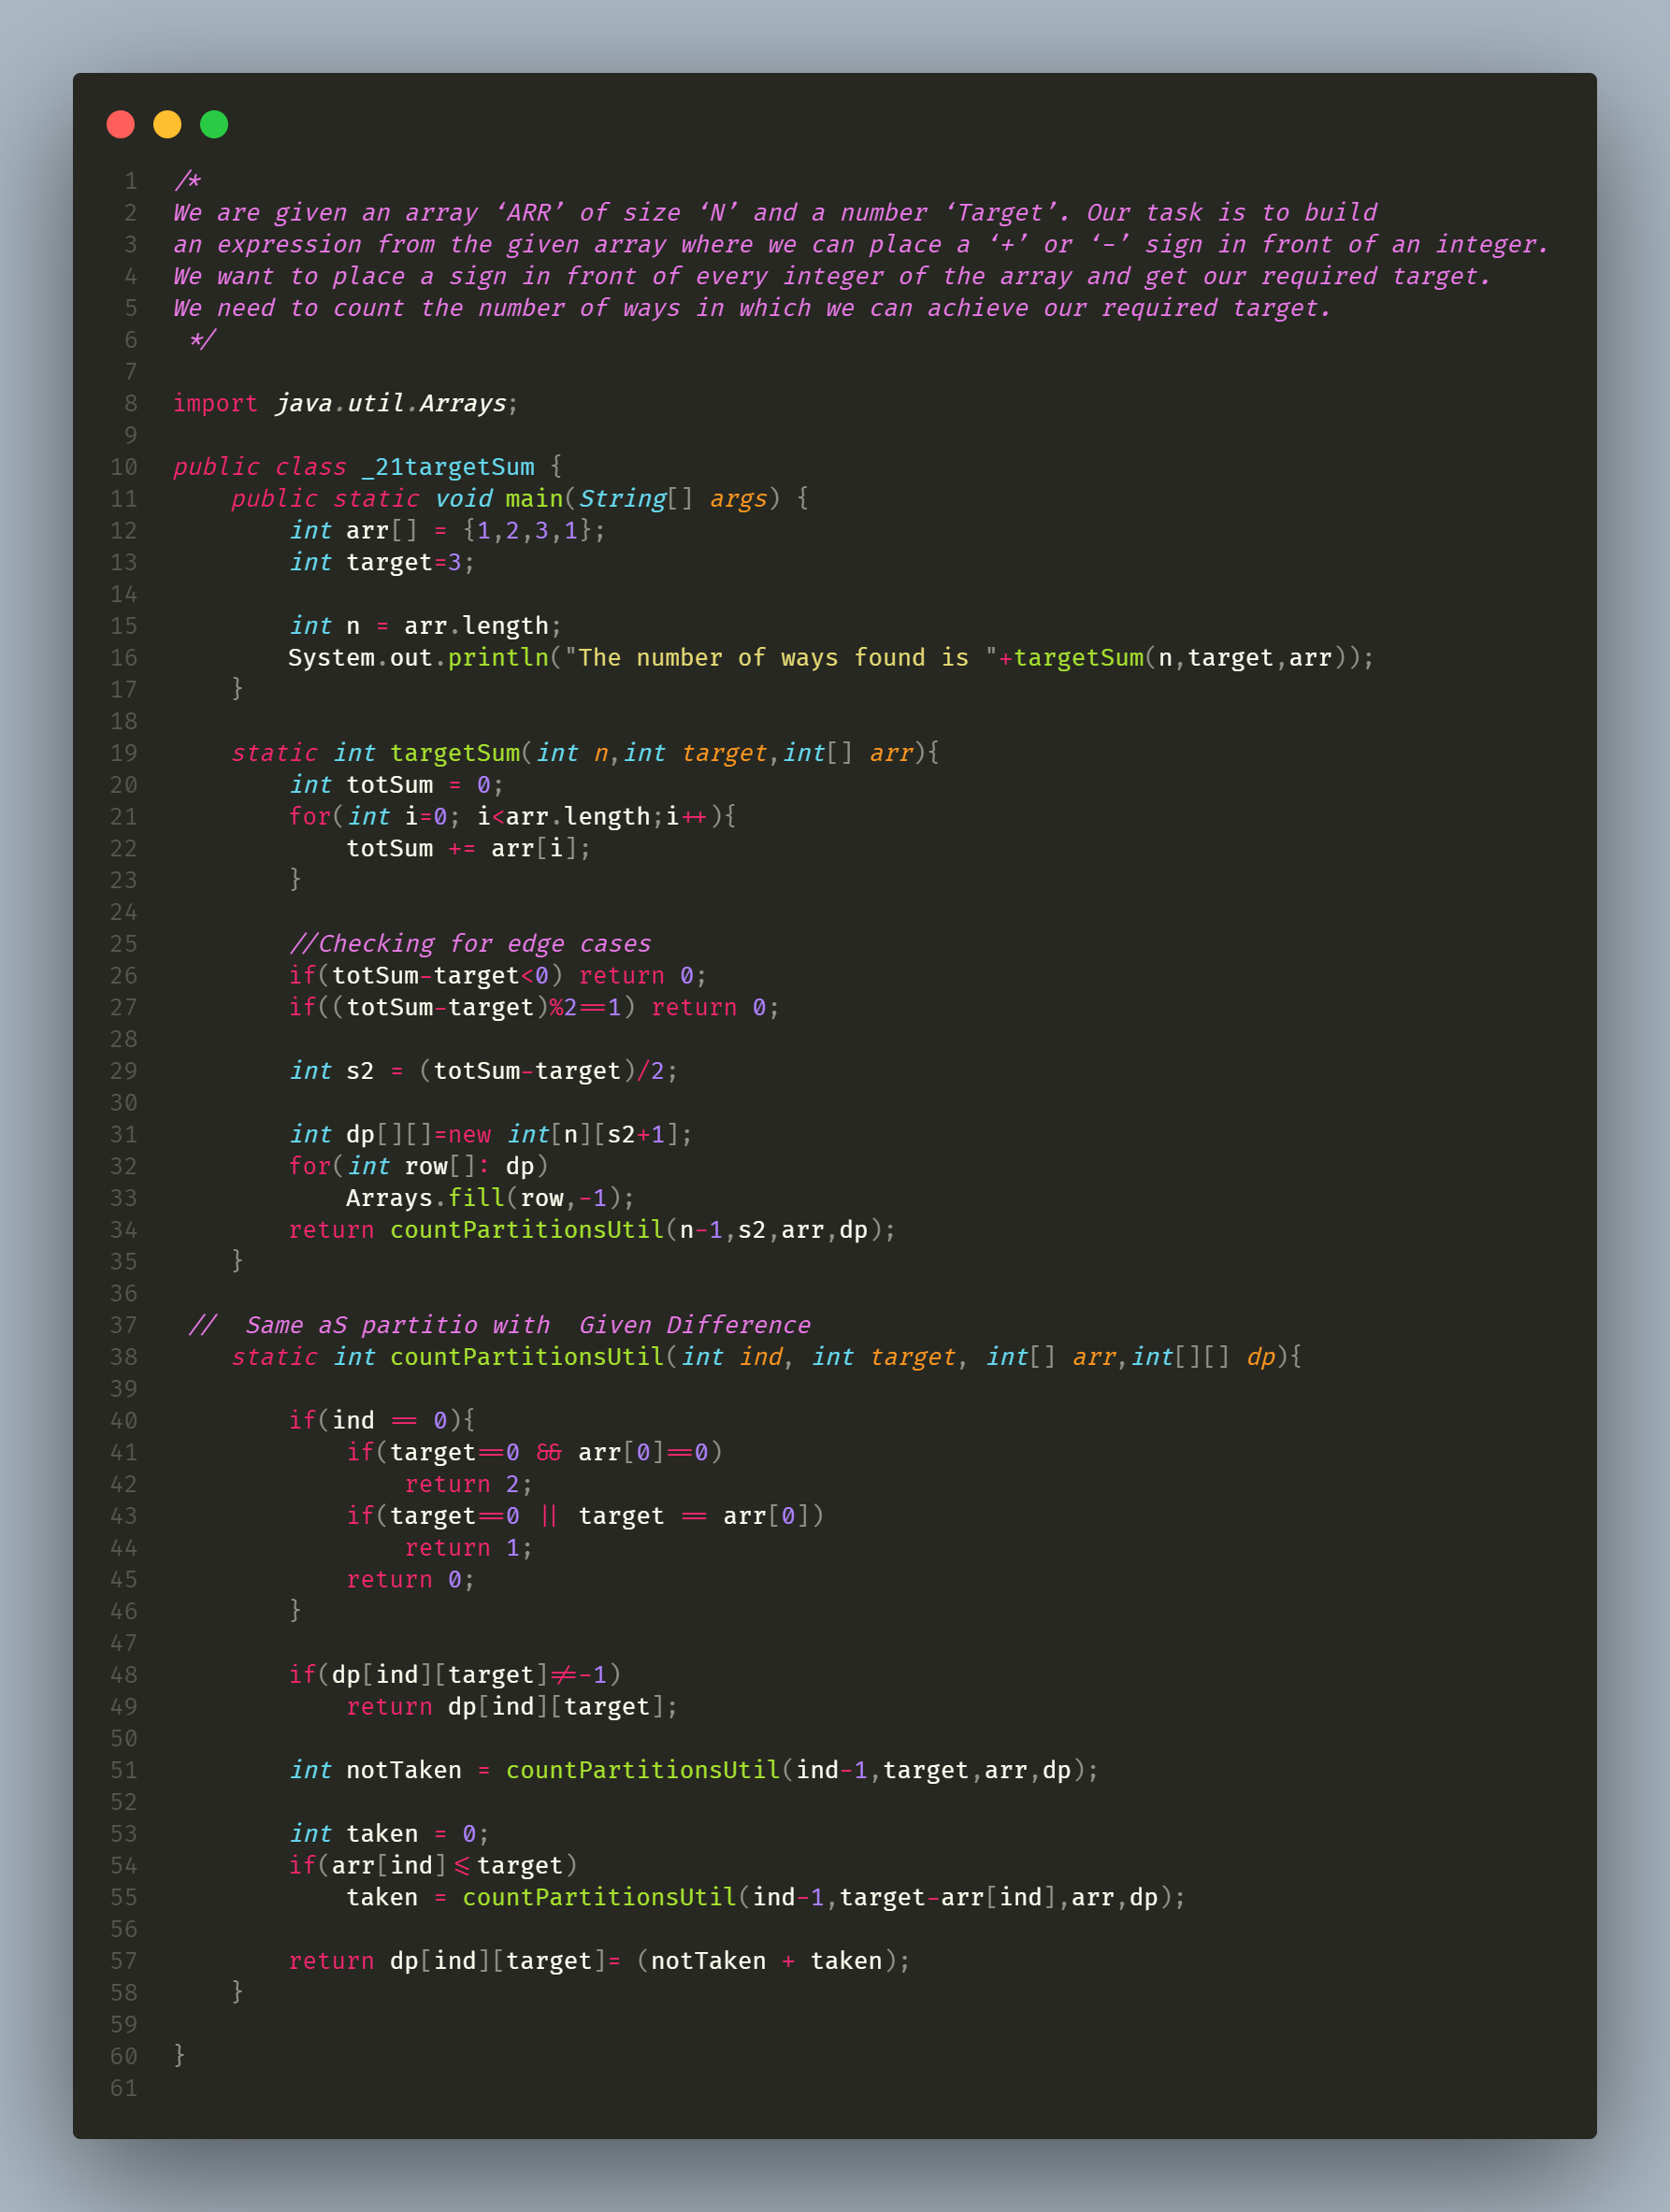 1 /*
2 We are given an array ‘ARR’ of size ‘N’ and a number ‘Target’. Our task is to build
3 an expression from the given array where we can place a ‘+’ or ‘-’ sign in front of an integer.
4 We want to place a sign in front of every integer of the array and get our required target.
5 We need to count the number of ways in which we can achieve our required target.
6  */
7
8 import java.util.Arrays;
9
10 public class _21targetSum {
11     public static void main(String[] args) {
12         int arr[] = {1,2,3,1};
13         int target=3;
14
15         int n = arr.length;
16         System.out.println("The number of ways found is "+targetSum(n,target,arr));
17     }
18
19     static int targetSum(int n,int target,int[] arr){
20         int totSum = 0;
21         for(int i=0; i<arr.length;i++){
22             totSum += arr[i];
23         }
24
25         //Checking for edge cases
26         if(totSum-target<0) return 0;
27         if((totSum-target)%2==1) return 0;
28
29         int s2 = (totSum-target)/2;
30
31         int dp[][]=new int[n][s2+1];
32         for(int row[]: dp)
33             Arrays.fill(row,-1);
34         return countPartitionsUtil(n-1,s2,arr,dp);
35     }
36
37  //  Same aS partitio with  Given Difference
38     static int countPartitionsUtil(int ind, int target, int[] arr,int[][] dp){
39
40         if(ind == 0){
41             if(target==0 && arr[0]==0)
42                 return 2;
43             if(target==0 || target == arr[0])
44                 return 1;
45             return 0;
46         }
47
48         if(dp[ind][target]!=-1)
49             return dp[ind][target];
50
51         int notTaken = countPartitionsUtil(ind-1,target,arr,dp);
52
53         int taken = 0;
54         if(arr[ind]<=target)
55             taken = countPartitionsUtil(ind-1,target-arr[ind],arr,dp);
56
57         return dp[ind][target]= (notTaken + taken);
58     }
59
60 }
61